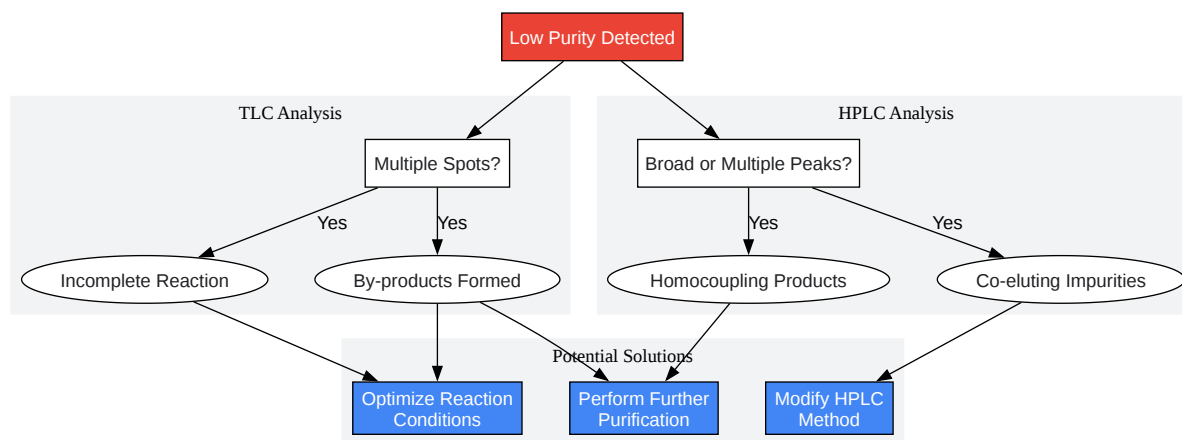 Low Purity Detected
TLC Analysis
HPLC Analysis
Multiple Spots?
Broad or Multiple Peaks?
Yes
Yes
Yes
Yes
Incomplete Reaction
By-products Formed
Homocoupling Products
Co-eluting Impurities
Potential Solutions
Optimize Reaction
Conditions
Perform Further
Purification
Modify HPLC
Method